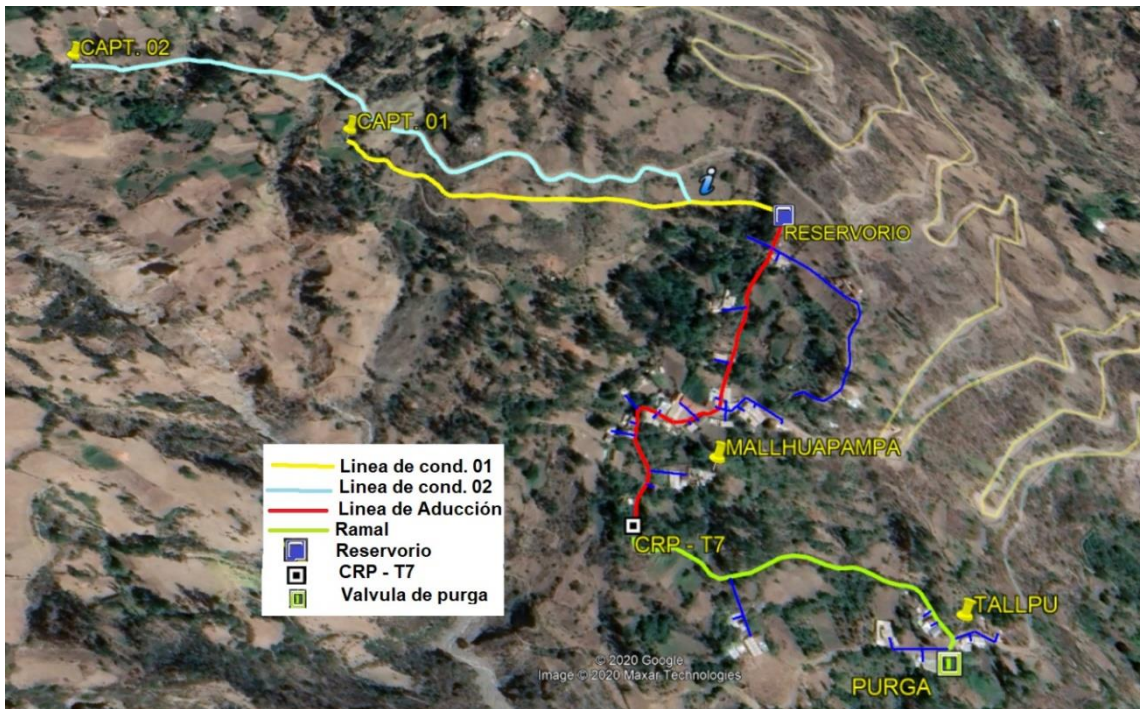 CAPT. 02
CAPT. 01
RESERVORIO
MALLHUAPAMPA
Linea de cond. 01
Linea de cond. 02
Linea de Aducción
Ramal
Reservorio
CRP - T7
Valvula de purga
CRP - T7
TALLPU
© 2020 Google
Image © 2020 Maxar Technologies
PURGA